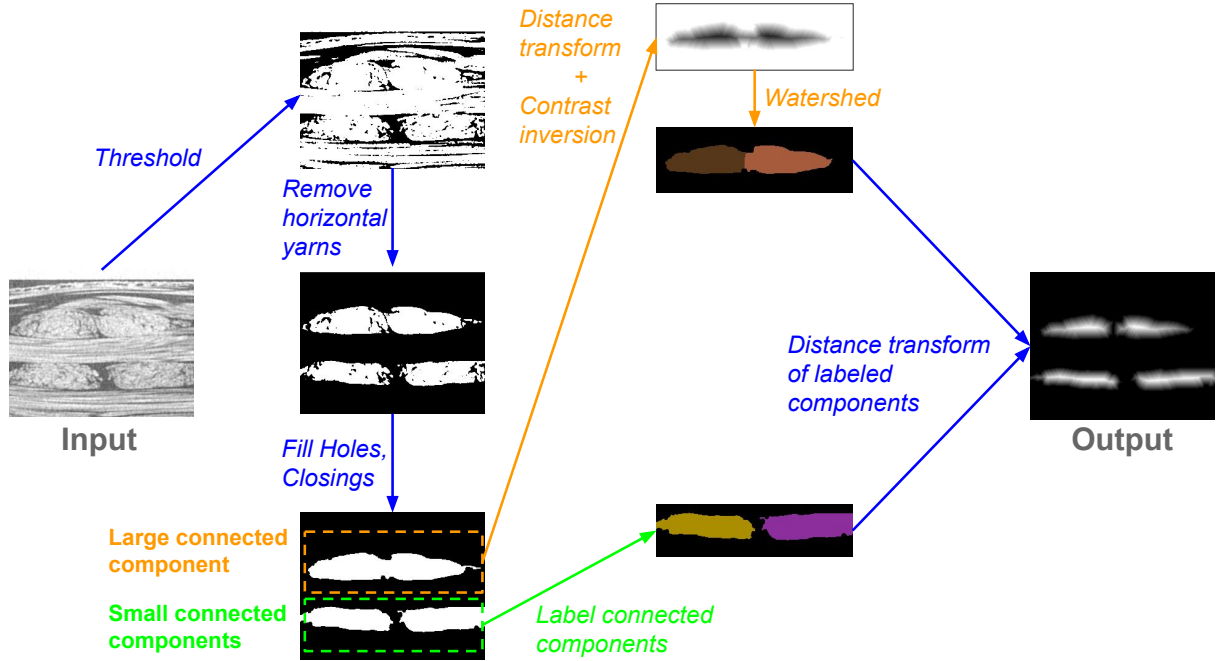 Threshold
Input
Remove
horizontal
yarns
Fill Holes,
Closings
Large connected
component
Small connected
components
Distance
transform
+
Contrast
inversion
Watershed
Label connected
components
Distance transform
of labeled
components
Output